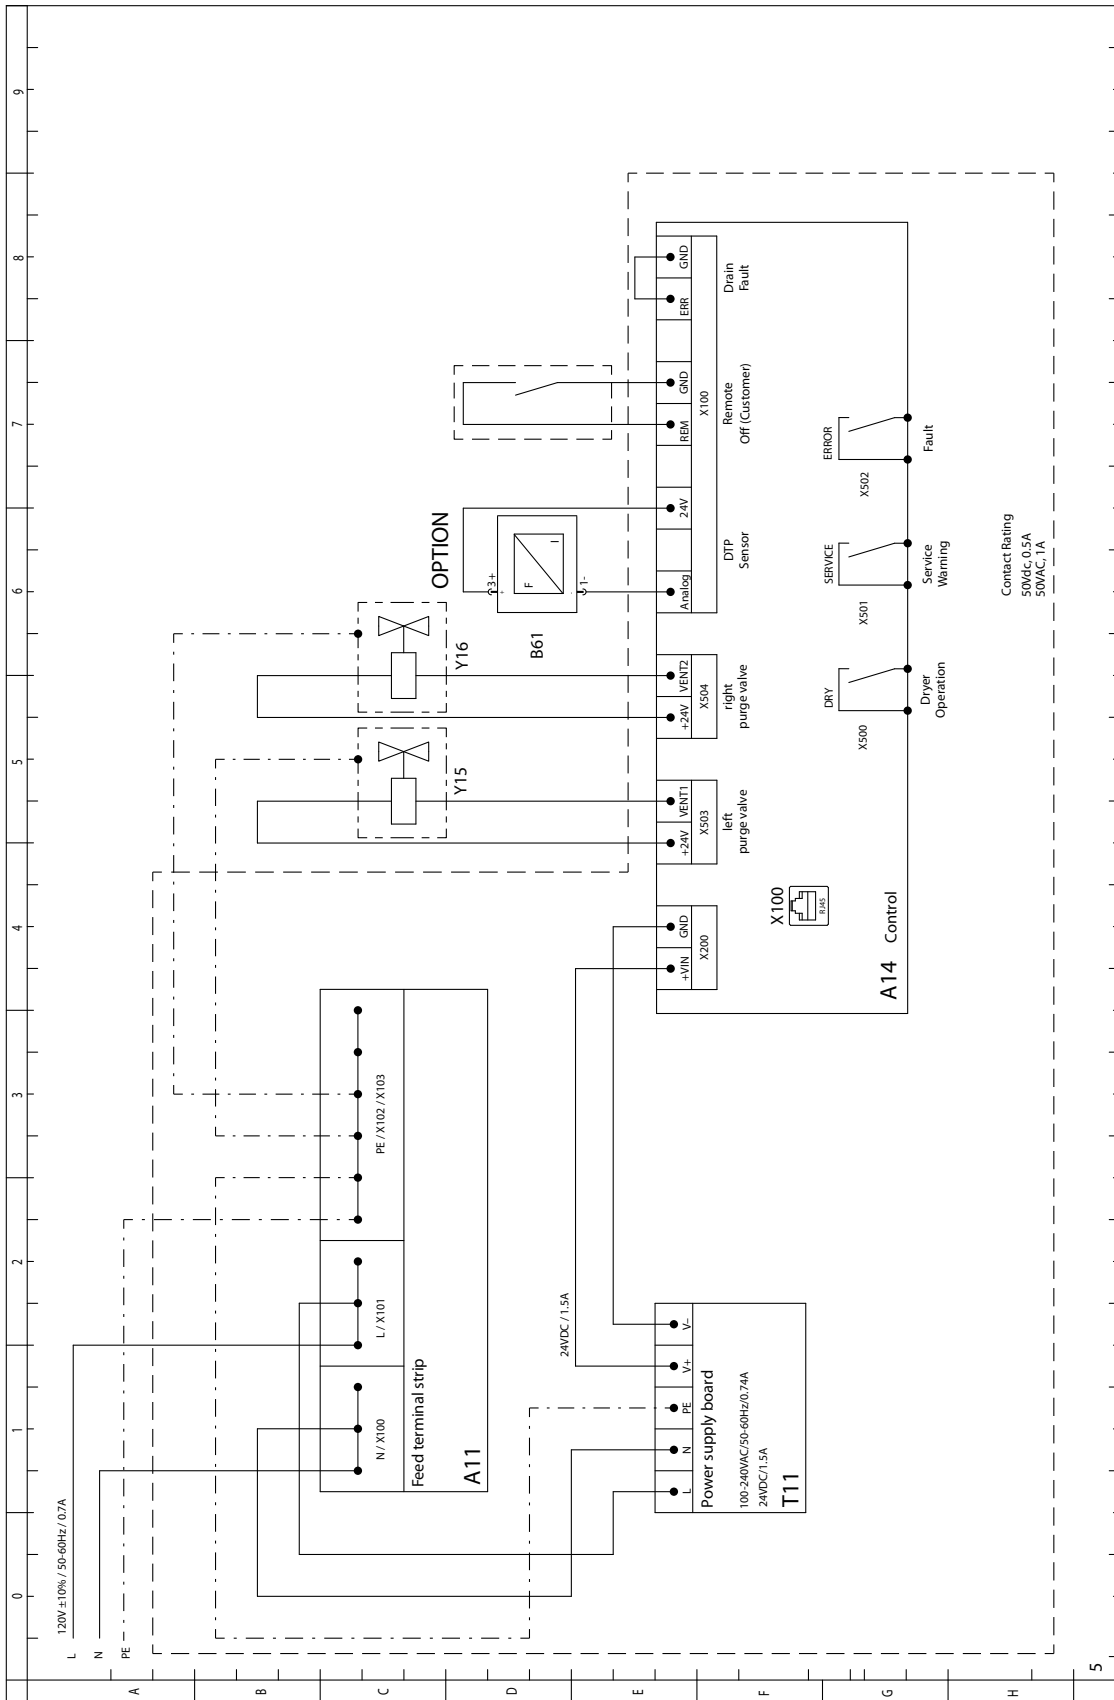 0 1 2 3 4 5 6 7 8 9
A
B
C
D
E
F
G
H
L 120V ±10% / 50-60Hz / 0.7A
N
PE
N / X100
L / X101
PE / X102 / X103
Feed terminal strip
A11
Y15
Y16
OPTION
3+
F
I
1-
B61
24VDC / 1.5A
L N PE V+ V−
Power supply board
100-240VAC/50-60Hz/0.74A
24VDC/1.5A
T11
+VIN GND
X200
+24V VENT1
X503
left
purge valve
+24V VENT2
X504
right
purge valve
Analog 24V REM GND ERR GND
X100
DTP
Sensor
Remote
Off (Customer)
Drain
Fault
X100
RJ45
A14 Control
DRY
X500
Dryer
Operation
SERVICE
X501
Service
Warning
ERROR
X502
Fault
Contact Rating
50Vdc, 0.5A
50VAC, 1A
5